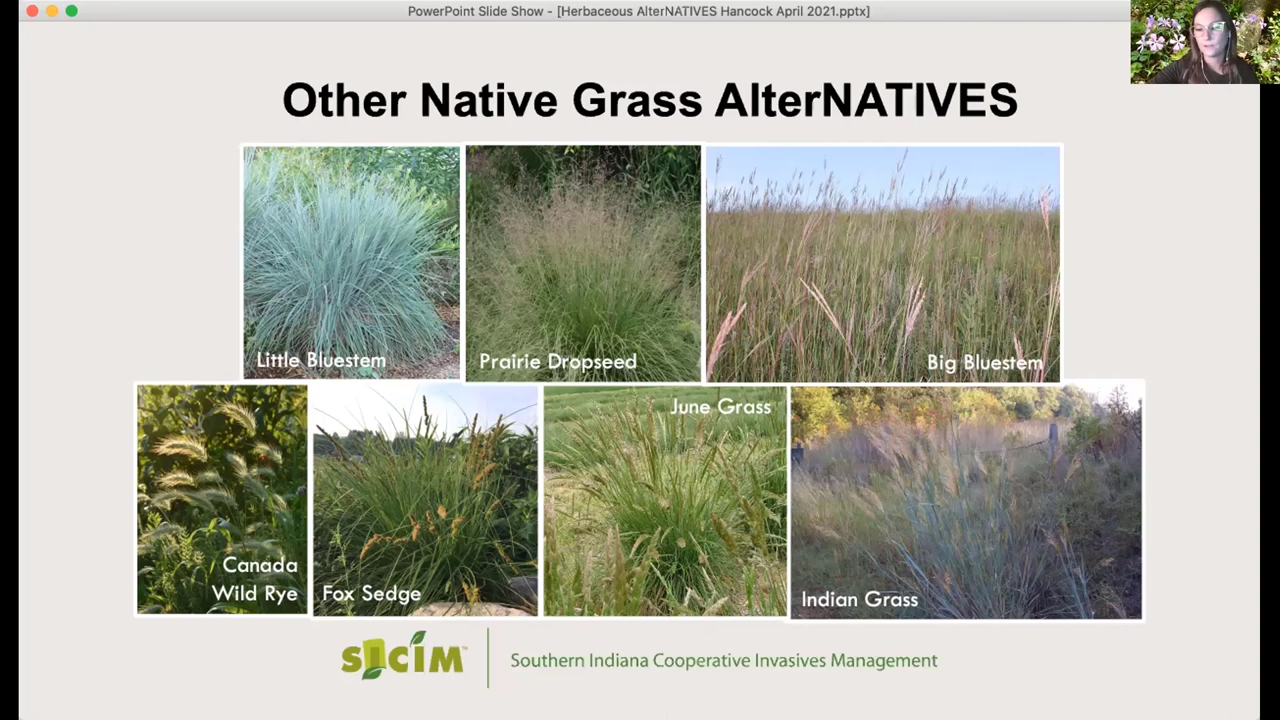 PowerPoint Slide Show - [Herbaceous AlterNATIVES Hancock April 2021.pptx]
Other Native Grass AlterNATIVES
Little Bluestem
Prairie Dropseed
Big Bluestem
Canada
Wild Rye
Fox Sedge
June Grass
Indian Grass
SICIM™
Southern Indiana Cooperative Invasives Management